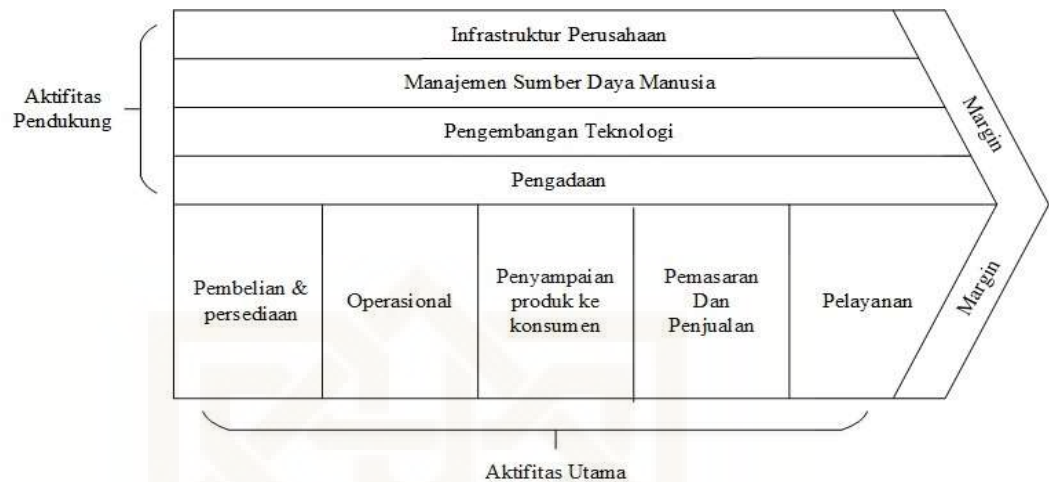 Infrastruktur Perusahaan
Manajemen Sumber Daya Manusia
Aktifitas
Pendukung
Pengembangan Teknologi
Pengadaan
Margin
Pembelian &
persediaan
Operasional
Penyampaian
produk ke
konsumen
Pemasaran
Dan
Penjualan
Pelayanan
Margin
Aktifitas Utama